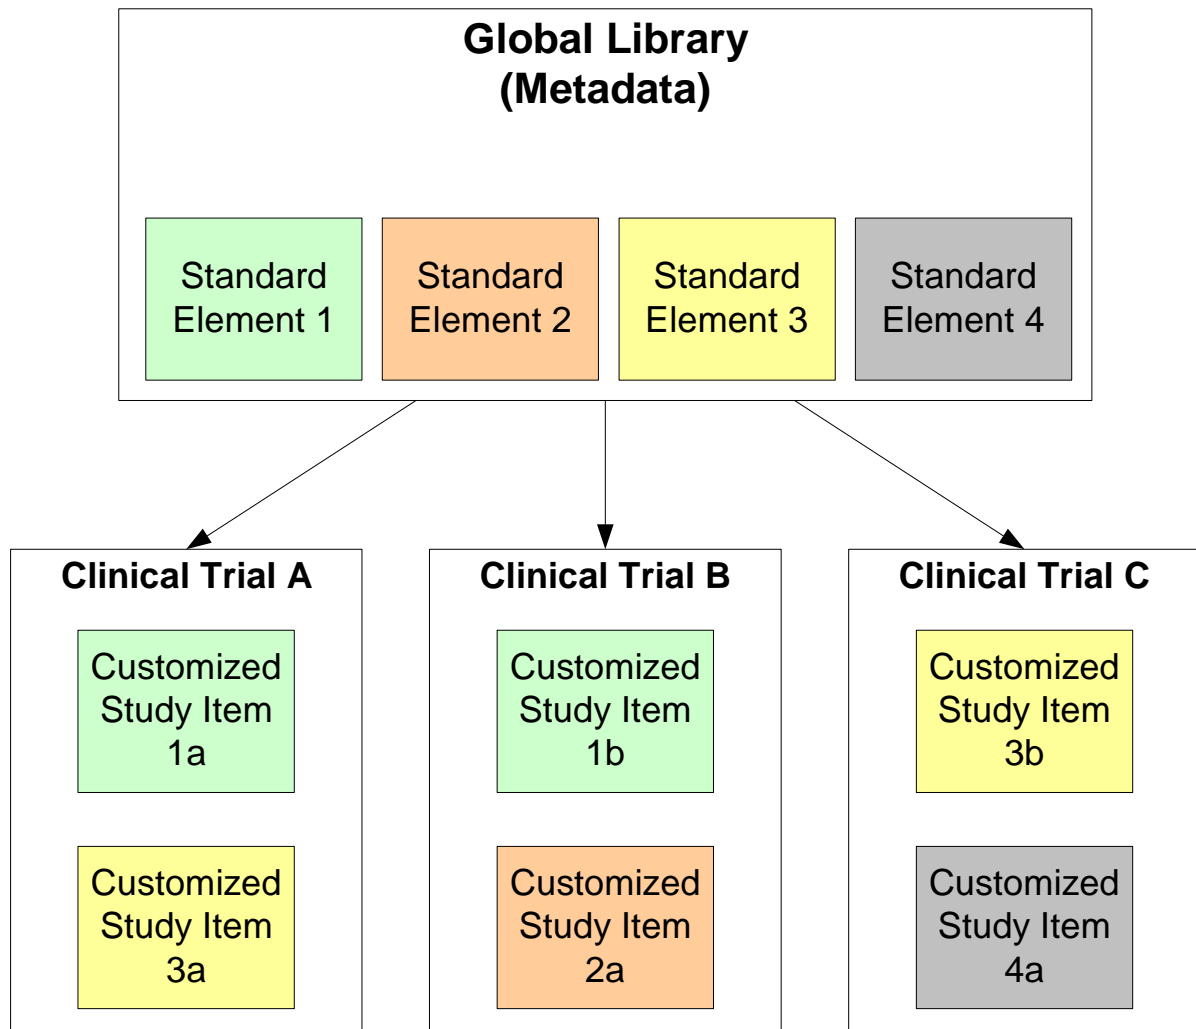 Global Library
(Metadata)
Standard
Element 1
Standard
Element 2
Standard
Element 3
Standard
Element 4
Clinical Trial A
Customized
Study Item
1a
Customized
Study Item
3a
Clinical Trial B
Customized
Study Item
1b
Customized
Study Item
2a
Clinical Trial C
Customized
Study Item
3b
Customized
Study Item
4a